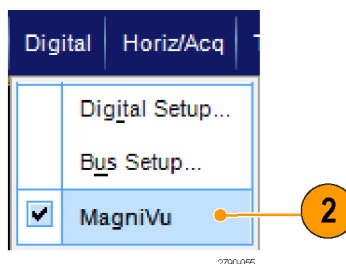 Digital Horiz/Acq
Digital Setup...
Bus Setup...
MagniVu
2
2790-055